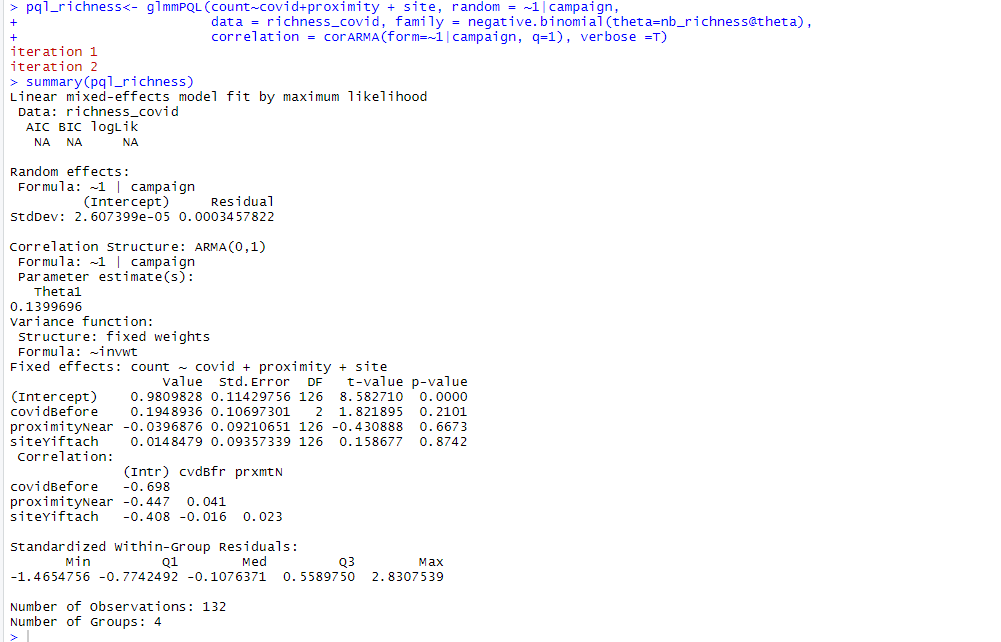 > pql_richness<- glmmPQL(count~covid+proximity + site, random = ~1|campaign,
+                        data = richness_covid, family = negative.binomial(theta=nb_richness@theta),
+                        correlation = corARMA(form=~1|campaign, q=1), verbose =T)
iteration 1
iteration 2
> summary(pql_richness)
Linear mixed-effects model fit by maximum likelihood
 Data: richness_covid
  AIC BIC logLik
   NA  NA     NA

Random effects:
 Formula: ~1 | campaign
         (Intercept)     Residual
StdDev: 2.607399e-05 0.0003457822

Correlation Structure: ARMA(0,1)
 Formula: ~1 | campaign
 Parameter estimate(s):
   Theta1
0.1399696
Variance function:
 Structure: fixed weights
 Formula: ~invwt
Fixed effects: count ~ covid + proximity + site
                   Value  Std.Error  DF   t-value p-value
(Intercept)    0.9809828 0.11429756 126  8.582710  0.0000
covidBefore    0.1948936 0.10697301   2  1.821895  0.2101
proximityNear -0.0396876 0.09210651 126 -0.430888  0.6673
siteYiftach    0.0148479 0.09357339 126  0.158677  0.8742
 Correlation:
              (Intr) cvdBfr prxmtN
covidBefore   -0.698
proximityNear -0.447  0.041
siteYiftach   -0.408 -0.016  0.023

Standardized Within-Group Residuals:
       Min         Q1        Med         Q3        Max
-1.4654756 -0.7742492 -0.1076371  0.5589750  2.8307539

Number of Observations: 132
Number of Groups: 4
>